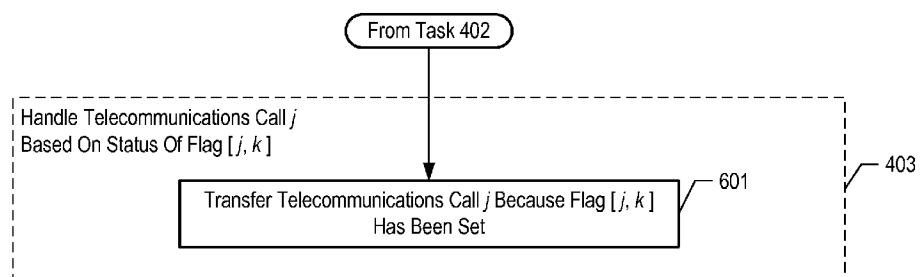 From Task 402
Handle Telecommunications Call j
Based On Status Of Flag [ j, k ]
403
601
Transfer Telecommunications Call j Because Flag [ j, k ]
Has Been Set